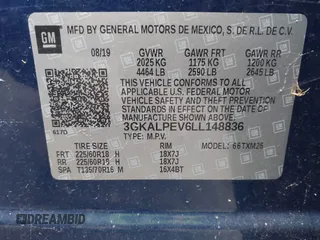 GM
MFD BY GENERAL MOTORS DE MEXICO, S. DE R.L. DE C.V.
08/19 GVWR GAWR FRT GAWR RR
2025 KG 1175 KG 1200 KG
4464 LB 2590 LB 2645 LB
THIS VEHICLE CONFORMS TO ALL APPLICABLE U.S. FEDERAL MOTOR VEHICLE SAFETY, BUMPER, AND THEFT PREVENTION STANDARDS IN EFFECT ON THE DATE OF MANUFACTURE SHOWN ABOVE.
3GKALPEV6LL148836
TYPE: M.P.V. MODEL: 66TXM26
TIRE SIZE RIM
FRT 225/60R18 H 18X7J
RR 225/60R18 H 18X7J
SPA T135/70R16 M 16X4BT
DREAMBID